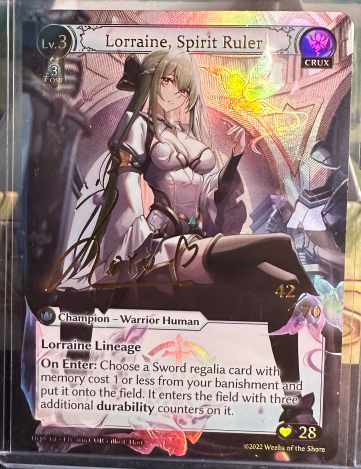 Lv.3 Lorraine, Spirit Ruler
CRUX
3
42
70
Champion – Warrior Human
Lorraine Lineage
On Enter: Choose a Sword regalia card with
memory cost 1 or less from your banishment and
put it onto the field. It enters the field with three
additional durability counters on it.
28
©2022 Weebs of the Shore